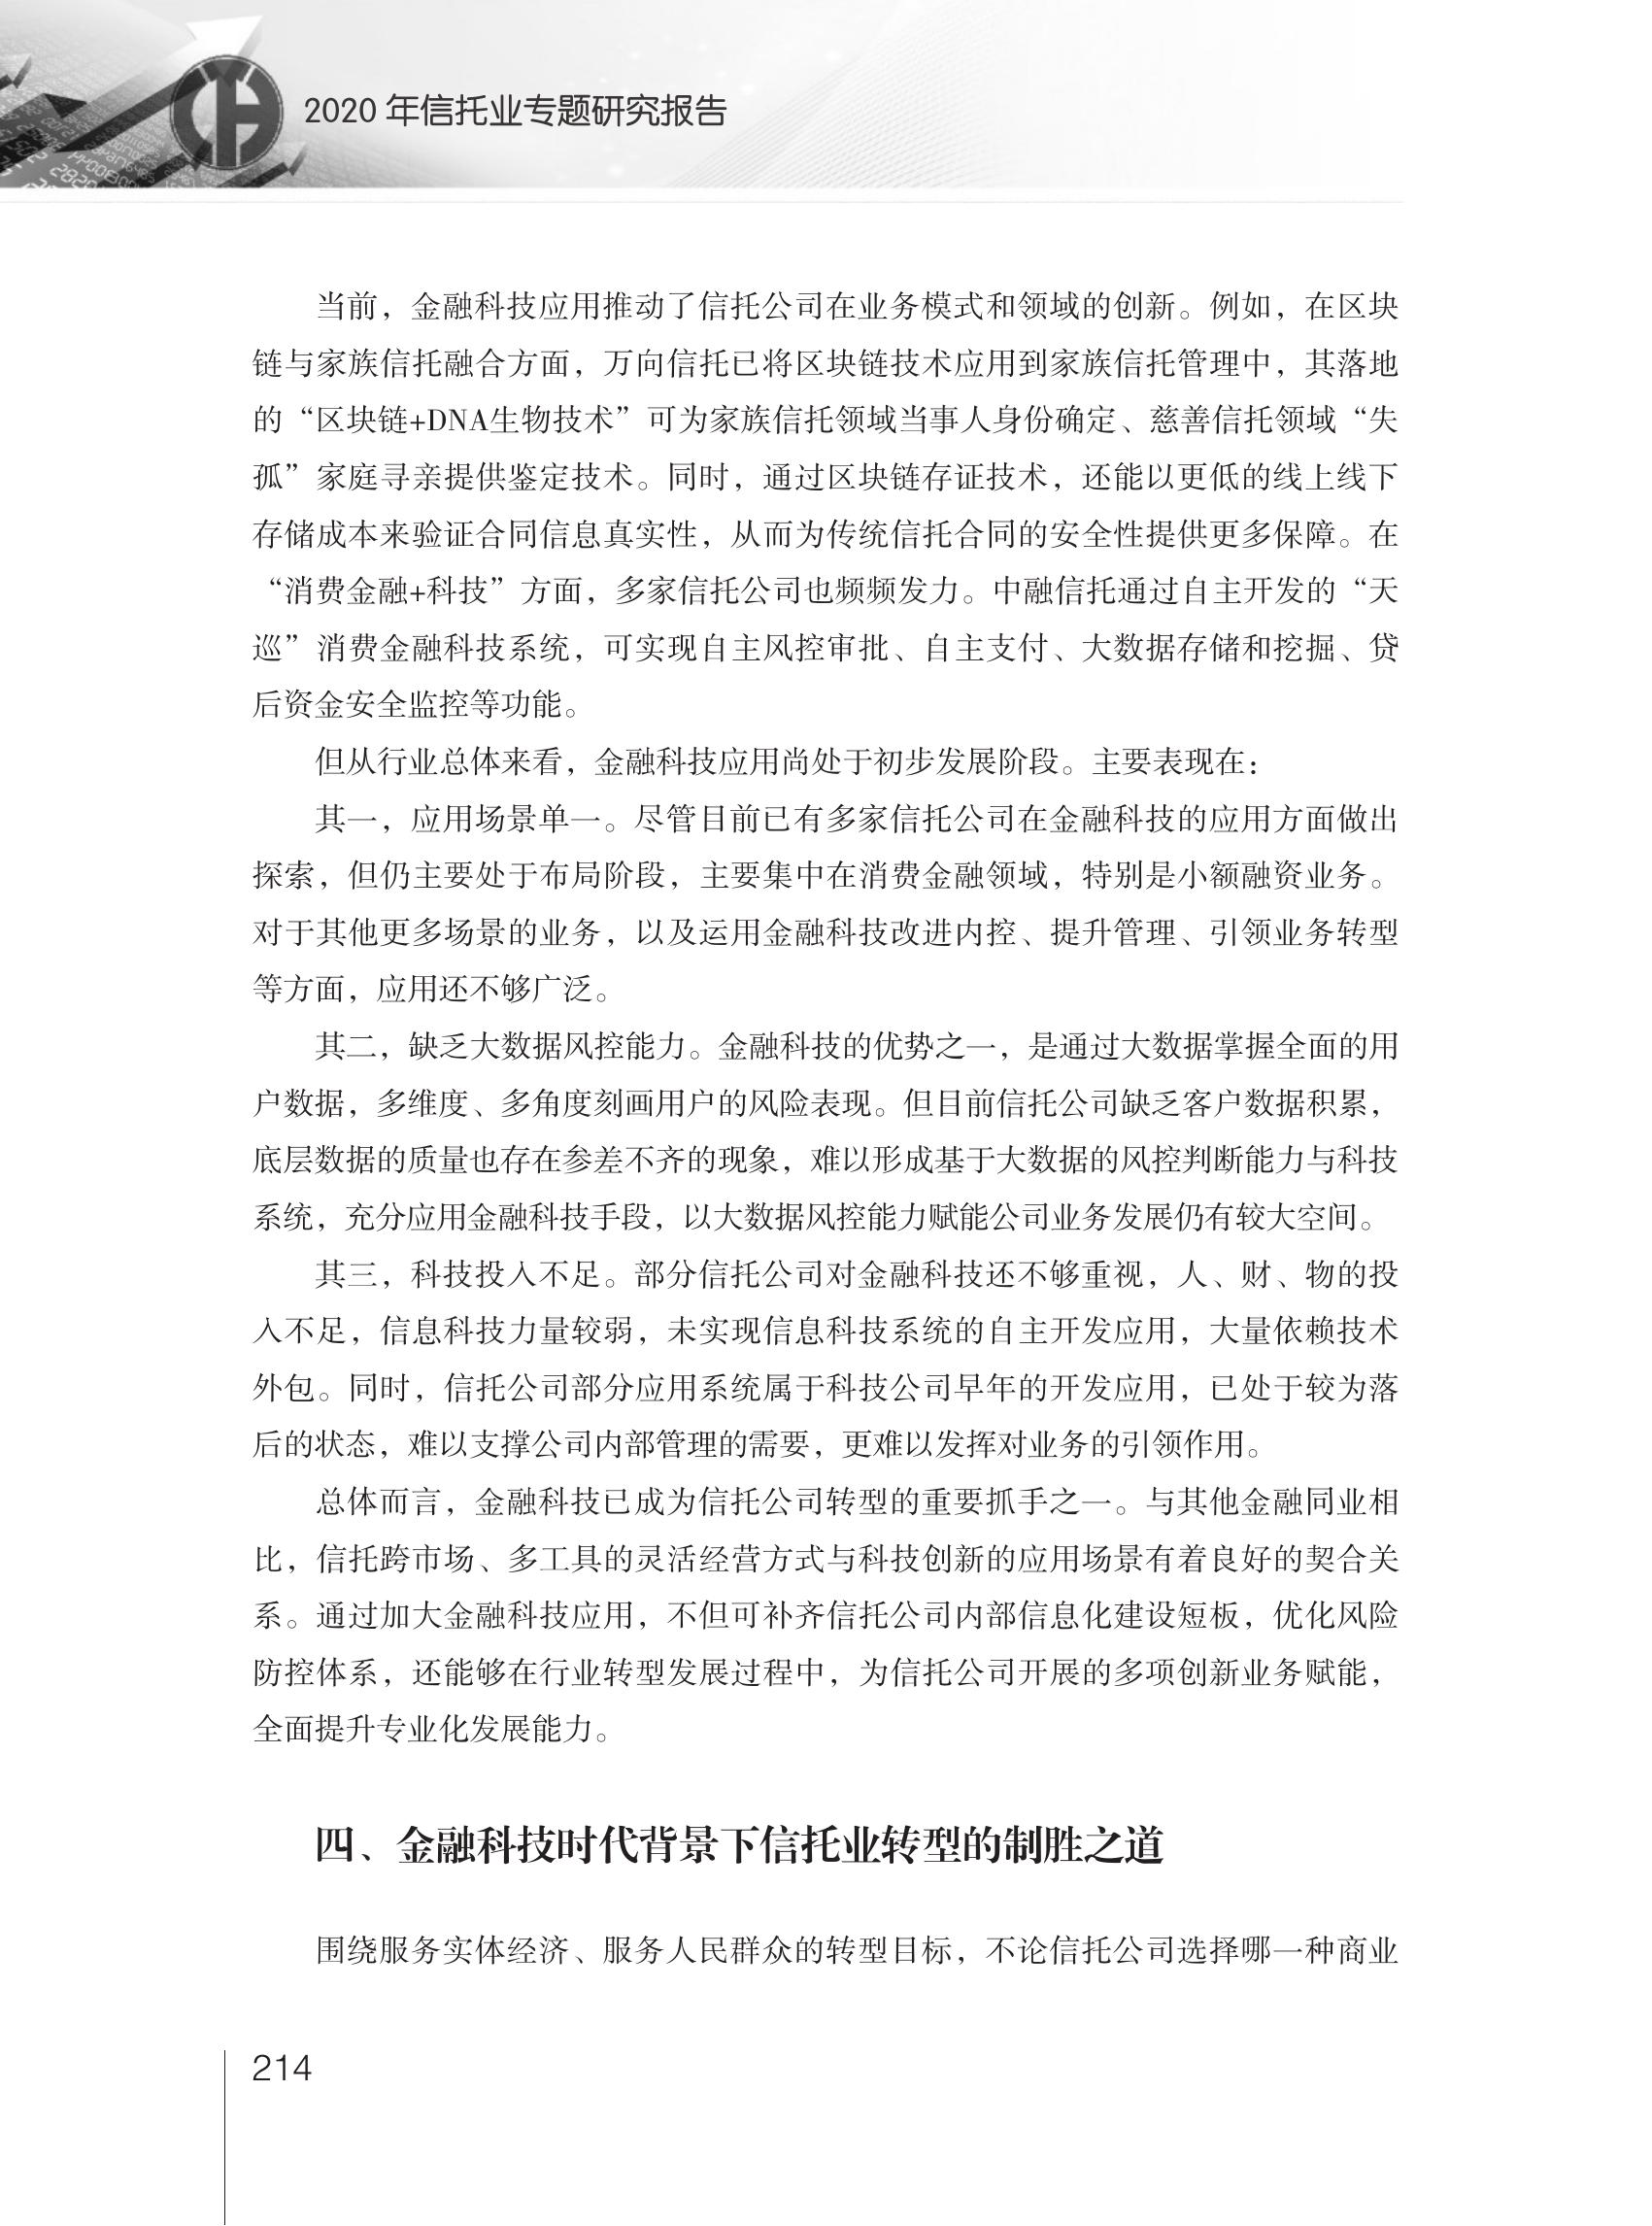 2020 年信托业专题研究报告
当前，金融科技应用推动了信托公司在业务模式和领域的创新。例如，在区块
链与家族信托融合方面，万向信托已将区块链技术应用到家族信托管理中，其落地
的“区块链+DNA生物技术”可为家族信托领域当事人身份确定、慈善信托领域“失
孤”家庭寻亲提供鉴定技术。同时，通过区块链存证技术，还能以更低的线上线下
存储成本来验证合同信息真实性，从而为传统信托合同的安全性提供更多保障。在
“消费金融+科技”方面，多家信托公司也频频发力。中融信托通过自主开发的“天
巡”消费金融科技系统，可实现自主风控审批、自主支付、大数据存储和挖掘、贷
后资金安全监控等功能。
但从行业总体来看，金融科技应用尚处于初步发展阶段。主要表现在：
其一，应用场景单一。尽管目前已有多家信托公司在金融科技的应用方面做出
探索，但仍主要处于布局阶段，主要集中在消费金融领域，特别是小额融资业务。
对于其他更多场景的业务，以及运用金融科技改进内控、提升管理、引领业务转型
等方面，应用还不够广泛。
其二，缺乏大数据风控能力。金融科技的优势之一，是通过大数据掌握全面的用
户数据，多维度、多角度刻画用户的风险表现。但目前信托公司缺乏客户数据积累，
底层数据的质量也存在参差不齐的现象，难以形成基于大数据的风控判断能力与科技
系统，充分应用金融科技手段，以大数据风控能力赋能公司业务发展仍有较大空间。
其三，科技投入不足。部分信托公司对金融科技还不够重视，人、财、物的投
入不足，信息科技力量较弱，未实现信息科技系统的自主开发应用，大量依赖技术
外包。同时，信托公司部分应用系统属于科技公司早年的开发应用，已处于较为落
后的状态，难以支撑公司内部管理的需要，更难以发挥对业务的引领作用。
总体而言，金融科技已成为信托公司转型的重要抓手之一。与其他金融同业相
比，信托跨市场、多工具的灵活经营方式与科技创新的应用场景有着良好的契合关
系。通过加大金融科技应用，不但可补齐信托公司内部信息化建设短板，优化风险
防控体系，还能够在行业转型发展过程中，为信托公司开展的多项创新业务赋能，
全面提升专业化发展能力。
四、金融科技时代背景下信托业转型的制胜之道
围绕服务实体经济、服务人民群众的转型目标，不论信托公司选择哪一种商业
214